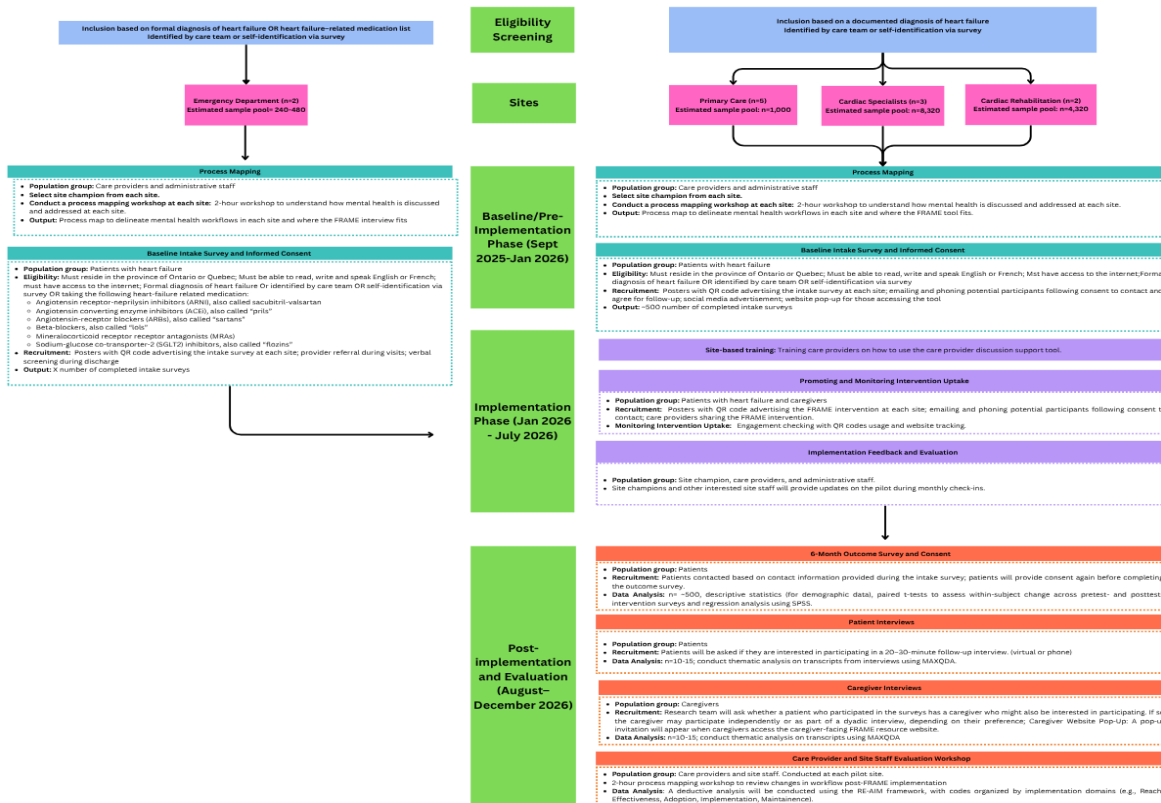 Inclusion based on formal diagnosis of heart failure OR heart failure–related medication list
Identified by care team or self-identification via survey
Emergency Department (n=2)
Estimated sample pool= 240-480
Process Mapping
• Population group: Care providers and administrative staff
• Select site champion from each site.
• Conduct a process mapping workshop at each site: 2-hour workshop to understand how mental health is discussed
and addressed at each site.
• Output: Process map to delineate mental health workflows in each site and where the FRAME interview fits
Baseline Intake Survey and Informed Consent
• Population group: Patients with heart failure
• Eligibility: Must reside in the province of Ontario or Quebec; Must be able to read, write and speak English or French;
must have access to the internet; Formal diagnosis of heart failure Or identified by care team OR self-identification via
survey OR taking the following heart-failure related medication:
○ Angiotensin receptor-neprilysin inhibitors (ARNI), also called sacubitril-valsartan
○ Angiotensin converting enzyme inhibitors (ACEi), also called "prils"
○ Angiotensin-receptor blockers (ARBs), also called "sartans"
○ Beta-blockers, also called "lols"
○ Mineralocorticoid receptor receptor antagonists (MRAs)
○ Sodium-glucose co-transporter-2 (SGLT2) inhibitors, also called "flozins"
• Recruitment: Posters with QR code advertising the intake survey at each site; provider referral during visits; verbal
screening during discharge
• Output: X number of completed intake surveys
Eligibility
Screening
Sites
Baseline/Pre-
Implementation
Phase (Sept
2025-Jan 2026)
Implementation
Phase (Jan 2026
- July 2026)
Post-
implementation
and Evaluation
(August–
December 2026)
Inclusion based on a documented diagnosis of heart failure
Identified by care team or self-identification via survey
Primary Care (n=5)
Estimated sample pool: n=1,000
Cardiac Specialists (n=3)
Estimated sample pool: n=8,320
Cardiac Rehabilitation (n=2)
Estimated sample pool: n=4,320
Process Mapping
• Population group: Care providers and administrative staff
• Select site champion from each site.
• Conduct a process mapping workshop at each site: 2-hour workshop to understand how mental health is discussed and addressed at each site.
• Output: Process map to delineate mental health workflows in each site and where the FRAME tool fits.
Baseline Intake Survey and Informed Consent
• Population group: Patients with heart failure
• Eligibility: Must reside in the province of Ontario or Quebec; Must be able to read, write and speak English or French; Mst have access to the internet;Forma
diagnosis of heart failure OR identified by care team OR self-identification via survey
• Recruitment: Posters with QR code advertising the intake survey at each site; emailing and phoning potential participants following consent to contact and
agree for follow-up; social media advertisement; website pop-up for those accessing the tool
• Output: ~500 number of completed intake surveys
Site-based training: Training care providers on how to use the care provider discussion support tool.
Promoting and Monitoring Intervention Uptake
• Population group: Patients with heart failure and caregivers
• Recruitment: Posters with QR code advertising the FRAME intervention at each site; emailing and phoning potential participants following consent t
contact; care providers sharing the FRAME intervention.
• Monitoring Intervention Uptake: Engagement checking with QR codes usage and website tracking.
Implementation Feedback and Evaluation
• Population group: Site champion, care providers, and administrative staff.
• Site champions and other interested site staff will provide updates on the pilot during monthly check-ins.
6-Month Outcome Survey and Consent
• Population group: Patients
• Recruitment: Patients contacted based on contact information provided during the intake survey; patients will provide consent again before completing
the outcome survey.
• Data Analysis: n= ~500, descriptive statistics (for demographic data), paired t-tests to assess within-subject change across pretest- and posttest
intervention surveys and regression analysis using SPSS.
Patient Interviews
• Population group: Patients
• Recruitment: Patients will be asked if they are interested in participating in a 20–30-minute follow-up interview. (virtual or phone)
• Data Analysis: n=10-15; conduct thematic analysis on transcripts from interviews using MAXQDA.
Caregiver Interviews
• Population group: Caregivers
• Recruitment: Research team will ask whether a patient who participated in the surveys has a caregiver who might also be interested in participating. If s
the caregiver may participate independently or as part of a dyadic interview, depending on their preference; Caregiver Website Pop-Up: A pop-u
invitation will appear when caregivers access the caregiver-facing FRAME resource website.
• Data Analysis: n=10-15; conduct thematic analysis on transcripts using MAXQDA
Care Provider and Site Staff Evaluation Workshop
• Population group: Care providers and site staff. Conducted at each pilot site.
• 2-hour process mapping workshop to review changes in workflow post-FRAME implementation
• Data Analysis: A deductive analysis will be conducted using the RE-AIM framework, with codes organized by implementation domains (e.g., Reach
Effectiveness, Adoption, Implementation, Maintainence).